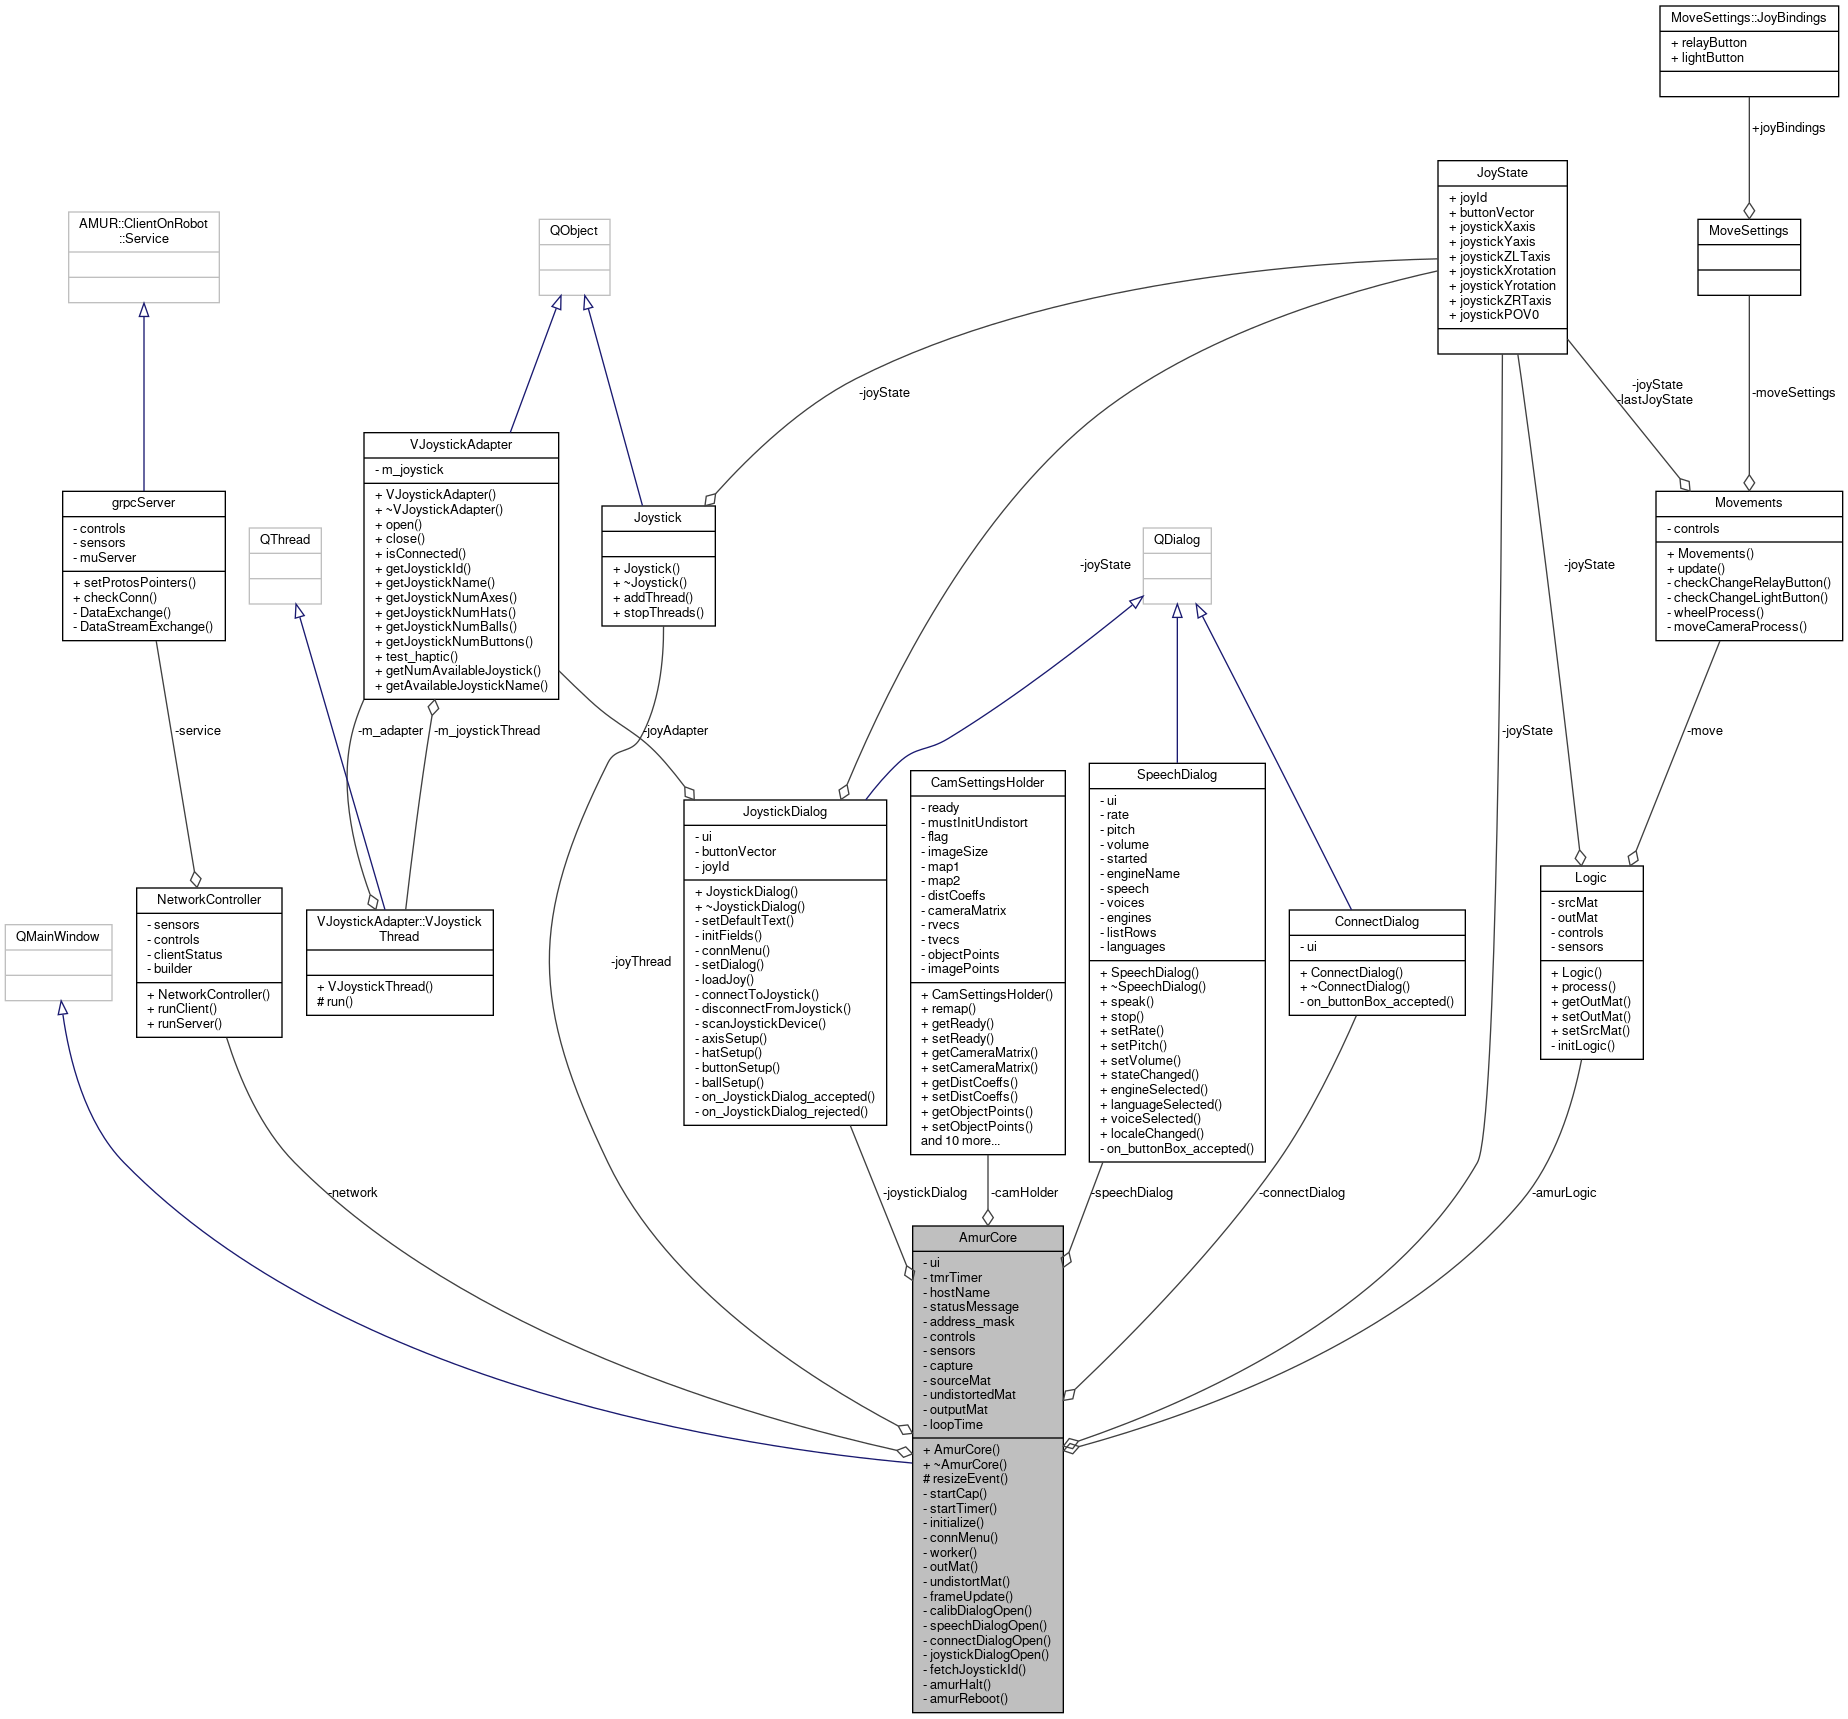 MoveSettings::JoyBindings
+ relayButton
+ lightButton
+joyBindings
JoyState
+ joyId
+ buttonVector
+ joystickXaxis
+ joystickYaxis
+ joystickZLTaxis
+ joystickXrotation
+ joystickYrotation
+ joystickZRTaxis
+ joystickPOV0
AMUR::ClientOnRobot
::Service
QObject
MoveSettings
-joyState
-joyState
-lastJoyState
-moveSettings
VJoystickAdapter
- m_joystick
+ VJoystickAdapter()
+ ~VJoystickAdapter()
+ open()
+ close()
+ isConnected()
+ getJoystickId()
+ getJoystickName()
+ getJoystickNumAxes()
+ getJoystickNumHats()
+ getJoystickNumBalls()
+ getJoystickNumButtons()
+ test_haptic()
+ getNumAvailableJoystick()
+ getAvailableJoystickName()
grpcServer
- controls
- sensors
- muServer
+ setProtosPointers()
+ checkConn()
- DataExchange()
- DataStreamExchange()
QThread
Joystick
+ Joystick()
+ ~Joystick()
+ addThread()
+ stopThreads()
-joyState
QDialog
-joyState
Movements
- controls
+ Movements()
+ update()
- checkChangeRelayButton()
- checkChangeLightButton()
- wheelProcess()
- moveCameraProcess()
-service
-m_adapter
-m_joystickThread
-joyAdapter
-joyState
-move
JoystickDialog
- ui
- buttonVector
- joyId
+ JoystickDialog()
+ ~JoystickDialog()
- setDefaultText()
- initFields()
- connMenu()
- setDialog()
- loadJoy()
- connectToJoystick()
- disconnectFromJoystick()
- scanJoystickDevice()
- axisSetup()
- hatSetup()
- buttonSetup()
- ballSetup()
- on_JoystickDialog_accepted()
- on_JoystickDialog_rejected()
CamSettingsHolder
- ready
- mustInitUndistort
- flag
- imageSize
- map1
- map2
- distCoeffs
- cameraMatrix
- rvecs
- tvecs
- objectPoints
- imagePoints
+ CamSettingsHolder()
+ remap()
+ getReady()
+ setReady()
+ getCameraMatrix()
+ setCameraMatrix()
+ getDistCoeffs()
+ setDistCoeffs()
+ getObjectPoints()
+ setObjectPoints()
and 10 more...
SpeechDialog
- ui
- rate
- pitch
- volume
- started
- engineName
- speech
- voices
- engines
- listRows
- languages
+ SpeechDialog()
+ ~SpeechDialog()
+ speak()
+ stop()
+ setRate()
+ setPitch()
+ setVolume()
+ stateChanged()
+ engineSelected()
+ languageSelected()
+ voiceSelected()
+ localeChanged()
- on_buttonBox_accepted()
Logic
- srcMat
- outMat
- controls
- sensors
+ Logic()
+ process()
+ getOutMat()
+ setOutMat()
+ setSrcMat()
- initLogic()
NetworkController
- sensors
- controls
- clientStatus
- builder
+ NetworkController()
+ runClient()
+ runServer()
VJoystickAdapter::VJoystick
Thread
+ VJoystickThread()
# run()
ConnectDialog
- ui
+ ConnectDialog()
+ ~ConnectDialog()
- on_buttonBox_accepted()
QMainWindow
-joyThread
-network
-joystickDialog
-camHolder
-speechDialog
-connectDialog
-amurLogic
AmurCore
- ui
- tmrTimer
- hostName
- statusMessage
- address_mask
- controls
- sensors
- capture
- sourceMat
- undistortedMat
- outputMat
- loopTime
+ AmurCore()
+ ~AmurCore()
# resizeEvent()
- startCap()
- startTimer()
- initialize()
- connMenu()
- worker()
- outMat()
- undistortMat()
- frameUpdate()
- calibDialogOpen()
- speechDialogOpen()
- connectDialogOpen()
- joystickDialogOpen()
- fetchJoystickId()
- amurHalt()
- amurReboot()